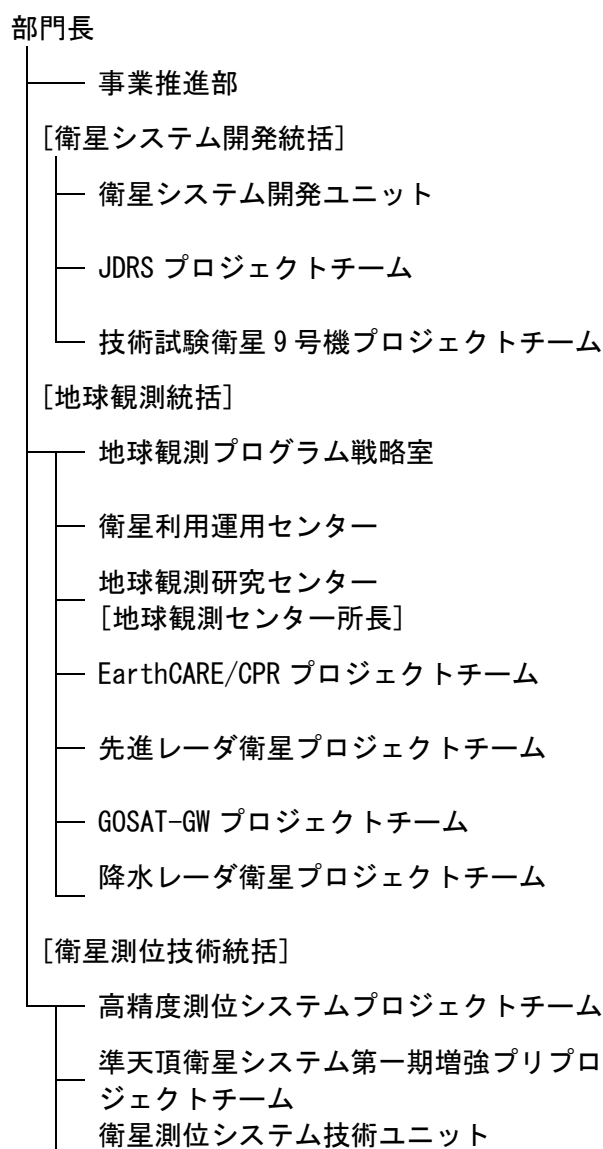 部門長
事業推進部
[衛星システム開発統括]
衛星システム開発ユニット
JDRS プロジェクトチーム
技術試験衛星 9 号機プロジェクトチーム
[地球観測統括]
地球観測プログラム戦略室
衛星利用運用センター
地球観測研究センター
[地球観測センター所長]
EarthCARE/CPR プロジェクトチーム
先進レーダ衛星プロジェクトチーム
GOSAT-GW プロジェクトチーム
降水レーダ衛星プロジェクトチーム
[衛星測位技術統括]
高精度測位システムプロジェクトチーム
準天頂衛星システム第一期増強プリプロ
ジェクトチーム
衛星測位システム技術ユニット